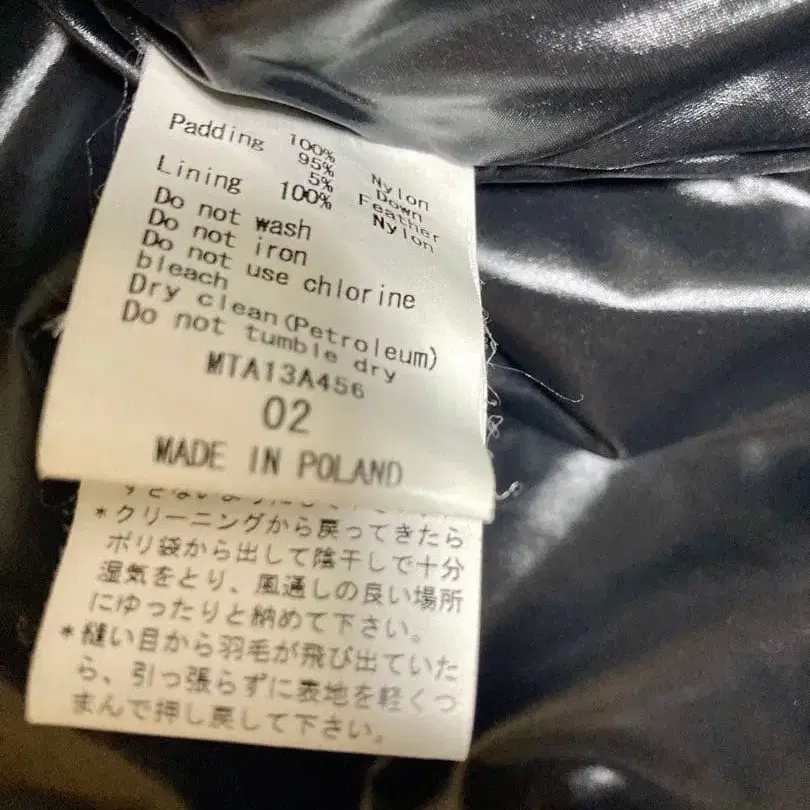 100% Nylon
Padding 95% Down
5% Feather
Lining 100% Nylon
Do not wash
Do not iron
Do not use chlorine
bleach
Dry clean(Petroleum)
Do not tumble dry
MTA13A456
02
MADE IN POLAND
*クリーニングから戻ってきたら
ポリ袋から出して陰干しで十分
湿気をとり、風通しの良い場所
にゆったりと納めて下さい。
*縫い目から羽毛が飛び出ていた
ら、引っ張らずに表地を軽くつ
まんで押し戻して下さい。